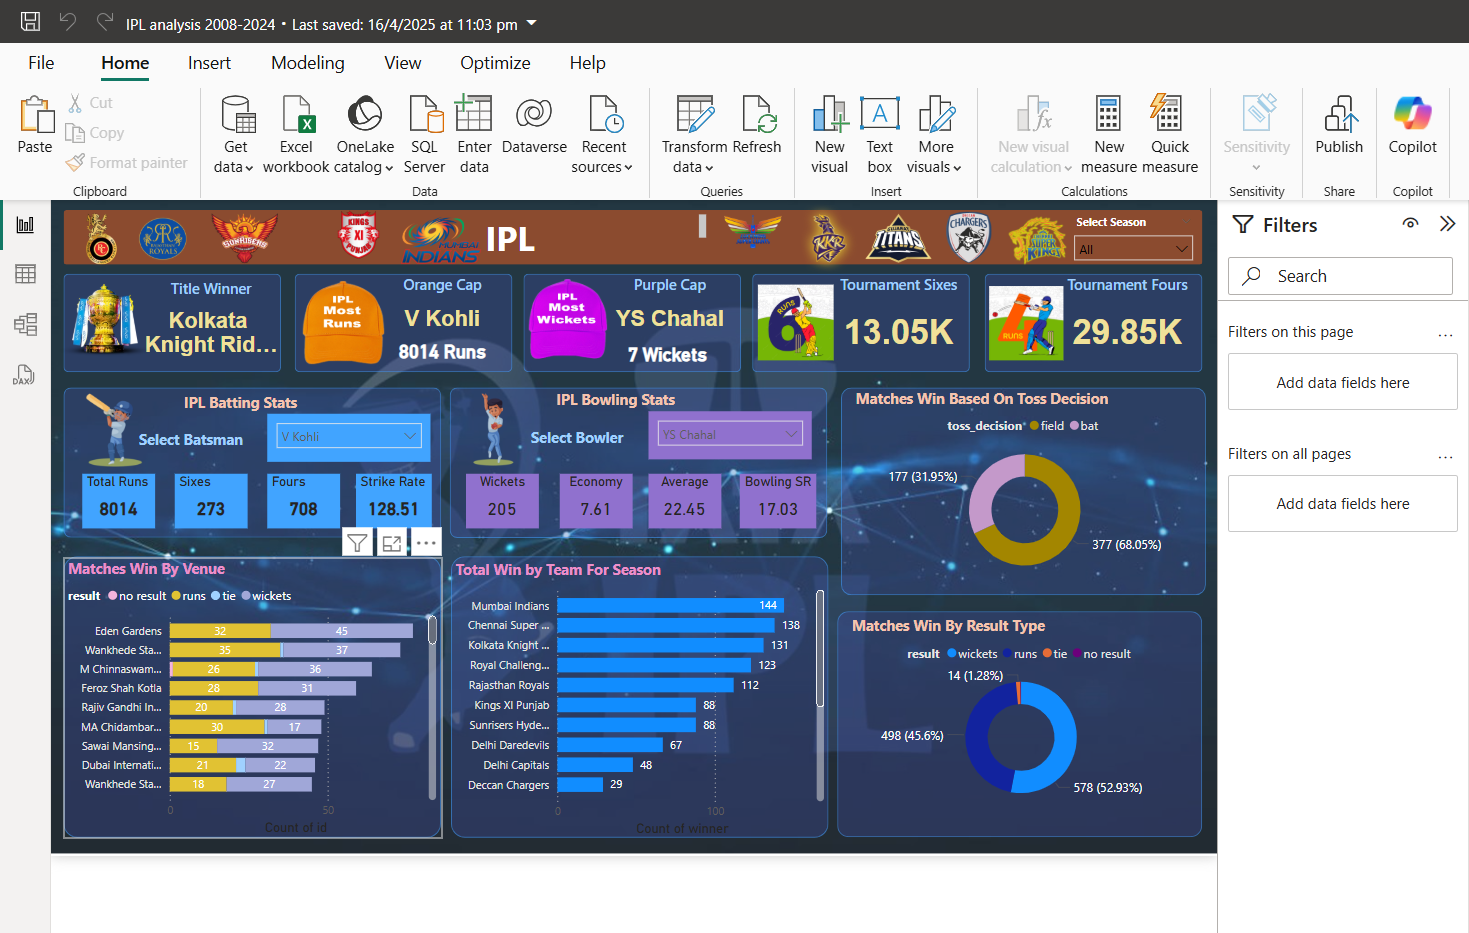 IPL analysis 2008-2024 • Last saved: 16/4/2025 at 11:03 pm
File Home Insert Modeling View Optimize Help
Paste
Cut
Copy
Format painter
Clipboard
Get data
Excel workbook
OneLake catalog
SQL Server
Enter data
Dataverse
Recent sources
Data
Transform data
Refresh
Queries
New visual
Text box
More visuals
Insert
New visual calculation
New measure
Quick measure
Calculations
Sensitivity
Sensitivity
Publish
Share
Copilot
Copilot
DAX
ROYALS
SUNRISERS
KINGS
XI
PUNJAB
MUMBAI
INDIANS
IPL
KKR
TITANS
CHARGERS
SUPER
KINGS
Select Season
All
Title Winner
Kolkata
Knight Rid...
IPL
Most
Runs
Orange Cap
V Kohli
8014 Runs
IPL
Most
Wickets
Purple Cap
YS Chahal
7 Wickets
RUNS
Tournament Sixes
13.05K
RUNS
Tournament Fours
29.85K
IPL Batting Stats
Select Batsman
V Kohli
Total Runs
8014
Sixes
273
Fours
708
Strike Rate
128.51
IPL Bowling Stats
Select Bowler
YS Chahal
Wickets
205
Economy
7.61
Average
22.45
Bowling SR
17.03
Matches Win Based On Toss Decision
toss_decision field bat
177 (31.95%)
377 (68.05%)
Matches Win By Venue
result no result runs tie wickets
Eden Gardens 32 45
Wankhede Sta... 35 37
M Chinnaswam... 26 36
Feroz Shah Kotla 28 31
Rajiv Gandhi In... 20 28
MA Chidambar... 30 17
Sawai Mansing... 15 32
Dubai Internati... 21 22
Wankhede Sta... 18 27
0 50
Count of id
Total Win by Team For Season
Mumbai Indians 144
Chennai Super ... 138
Kolkata Knight ... 131
Royal Challeng... 123
Rajasthan Royals 112
Kings XI Punjab 88
Sunrisers Hyde... 88
Delhi Daredevils 67
Delhi Capitals 48
Deccan Chargers 29
0 100
Count of winner
Matches Win By Result Type
result wickets runs tie no result
14 (1.28%)
498 (45.6%)
578 (52.93%)
Filters
Search
Filters on this page ...
Add data fields here
Filters on all pages ...
Add data fields here